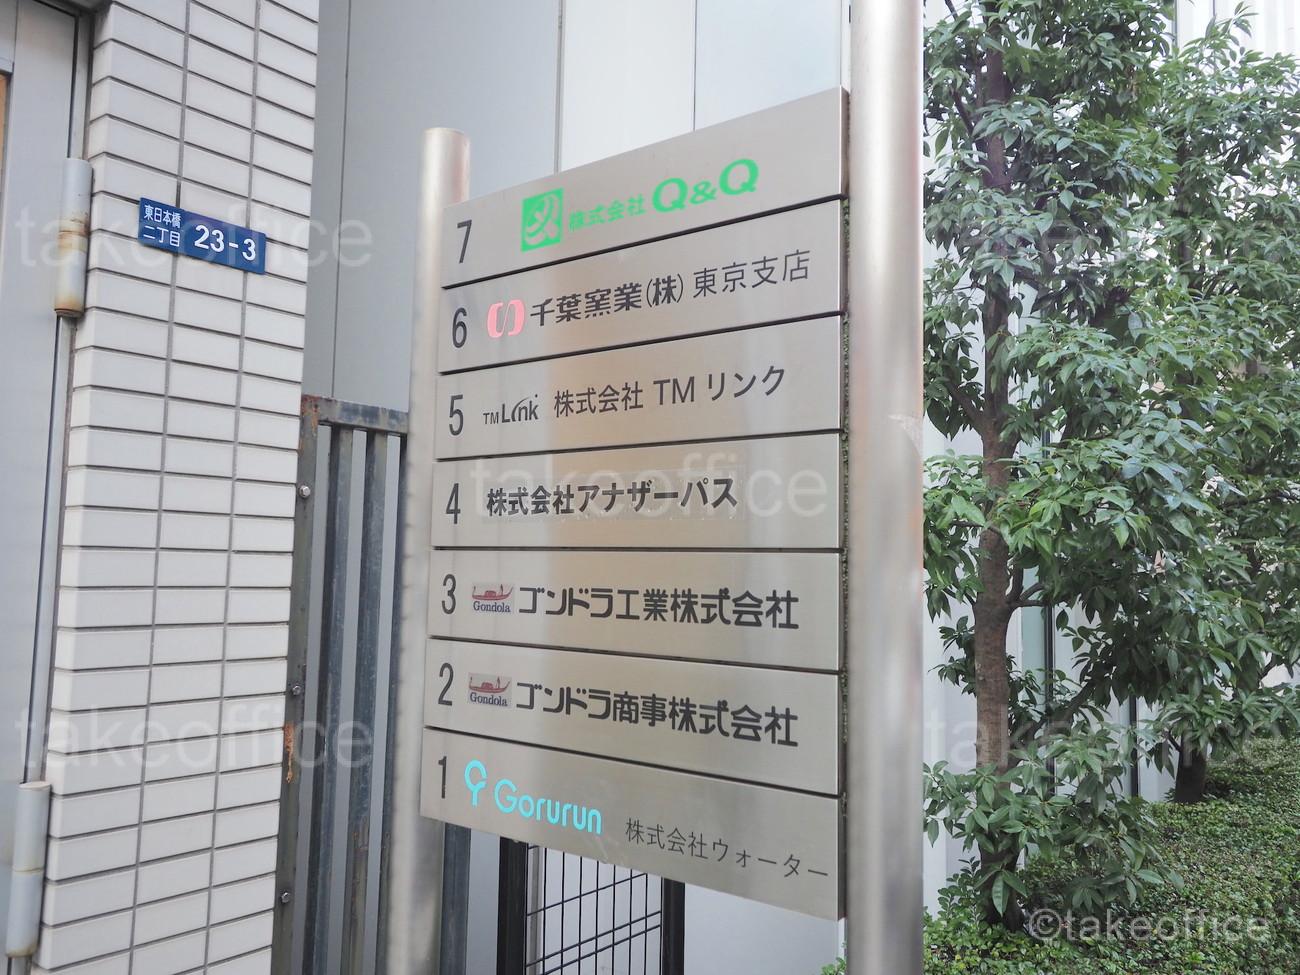 東日本橋
二丁目 23-3
7 株式会社 Q&Q
6 千葉窯業(株) 東京支店
5 TMLink 株式会社 TMリンク
4 株式会社アナザーパス
3 Gondola ゴンドラ工業株式会社
2 Gondola ゴンドラ商事株式会社
1 Gorurun 株式会社ウォーター
takeoffice
takeoffice
takeoffice
takeoffice
©takeoffice